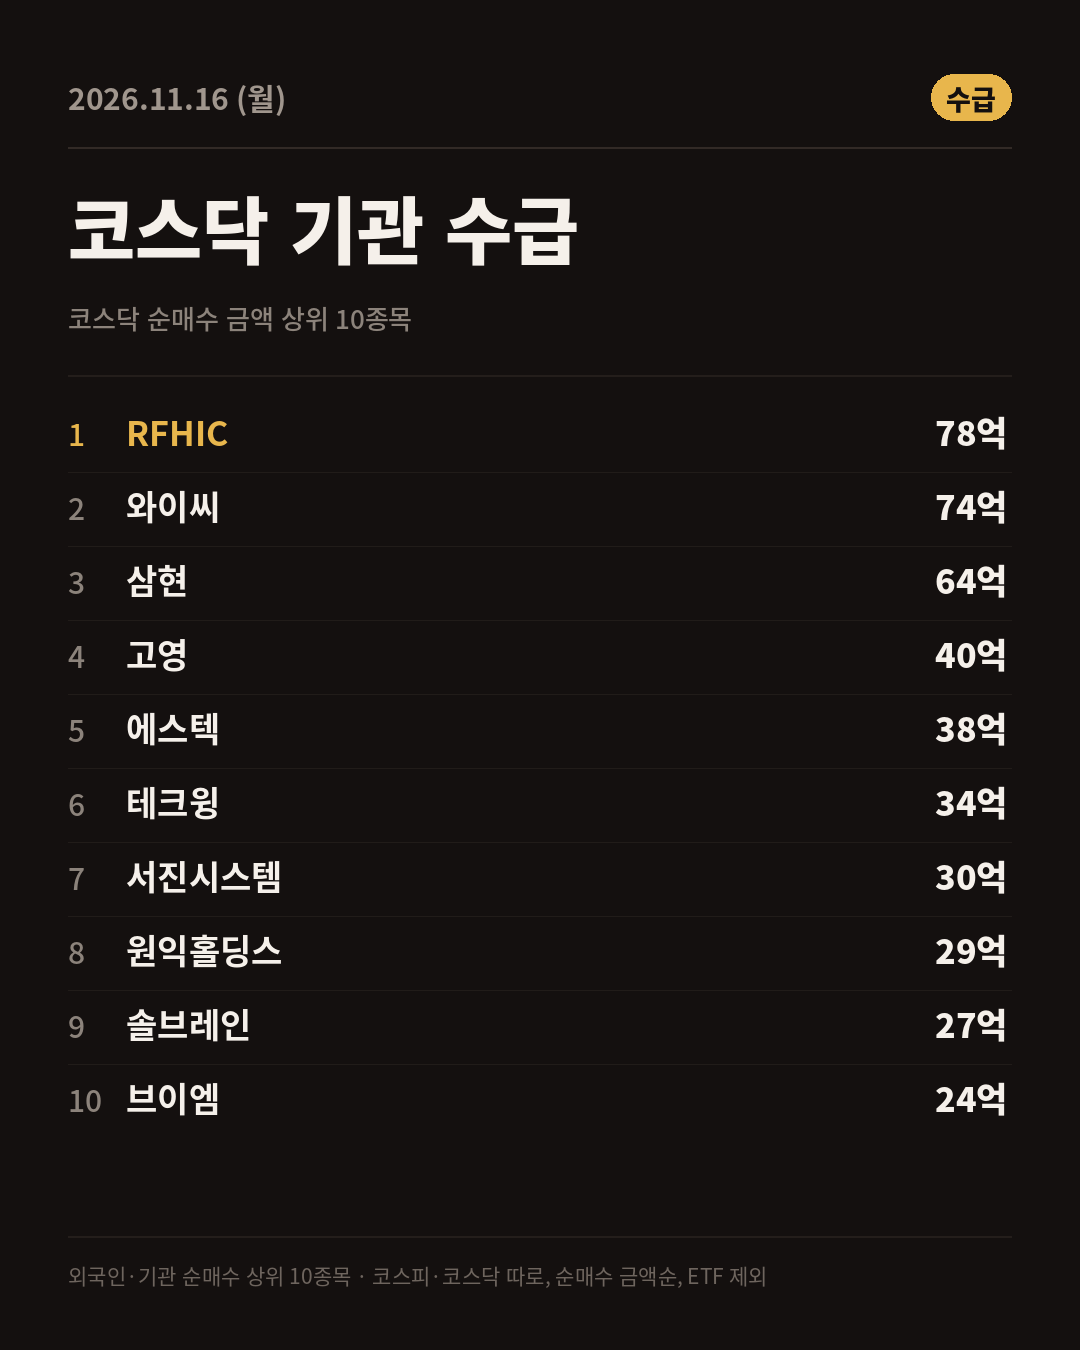 2026.11.16 (월)
수급
코스닥 기관 수급
코스닥 순매수 금액 상위 10종목
1 RFHIC 78억
2 와이씨 74억
3 삼현 64억
4 고영 40억
5 에스텍 38억
6 테크윙 34억
7 서진시스템 30억
8 원익홀딩스 29억
9 솔브레인 27억
10 브이엠 24억
외국인·기관 순매수 상위 10종목 · 코스피·코스닥 따로, 순매수 금액순, ETF 제외